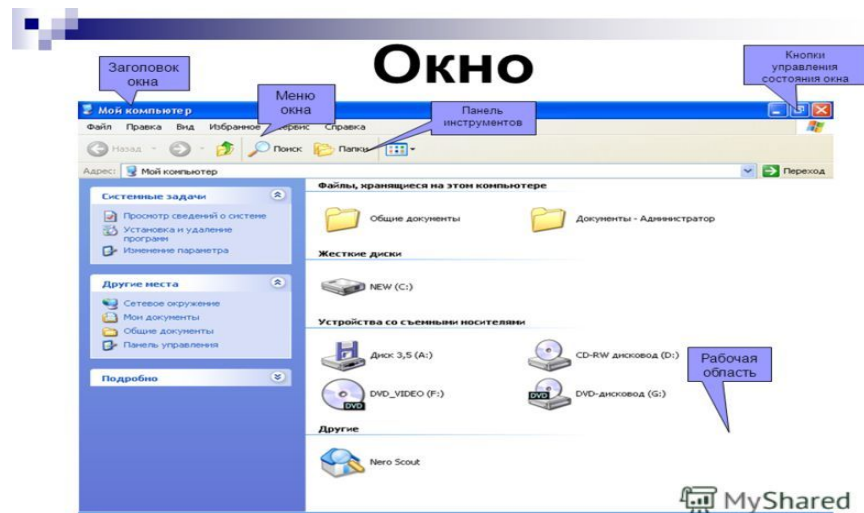 Окно
Заголовок
окна
Меню
окна
Панель
инструментов
Кнопки
управления
состояния окна
Мой компьютер
Файл Правка Вид Избранное Сервис Справка
Назад Поиск Папки
Адрес: Мой компьютер Переход
Системные задачи
Просмотр сведений о системе
Установка и удаление
программ
Изменение параметра
Другие места
Сетевое окружение
Мои документы
Общие документы
Панель управления
Подробно
Файлы, хранящиеся на этом компьютере
Общие документы Документы - Администратор
Жесткие диски
NEW (C:)
Устройства со съемными носителями
Диск 3,5 (A:) CD-RW дисковод (D:)
DVD_VIDEO (F:) DVD-дисковод (G:)
DVD DVD
Рабочая
область
Другие
Nero Scout
MyShared